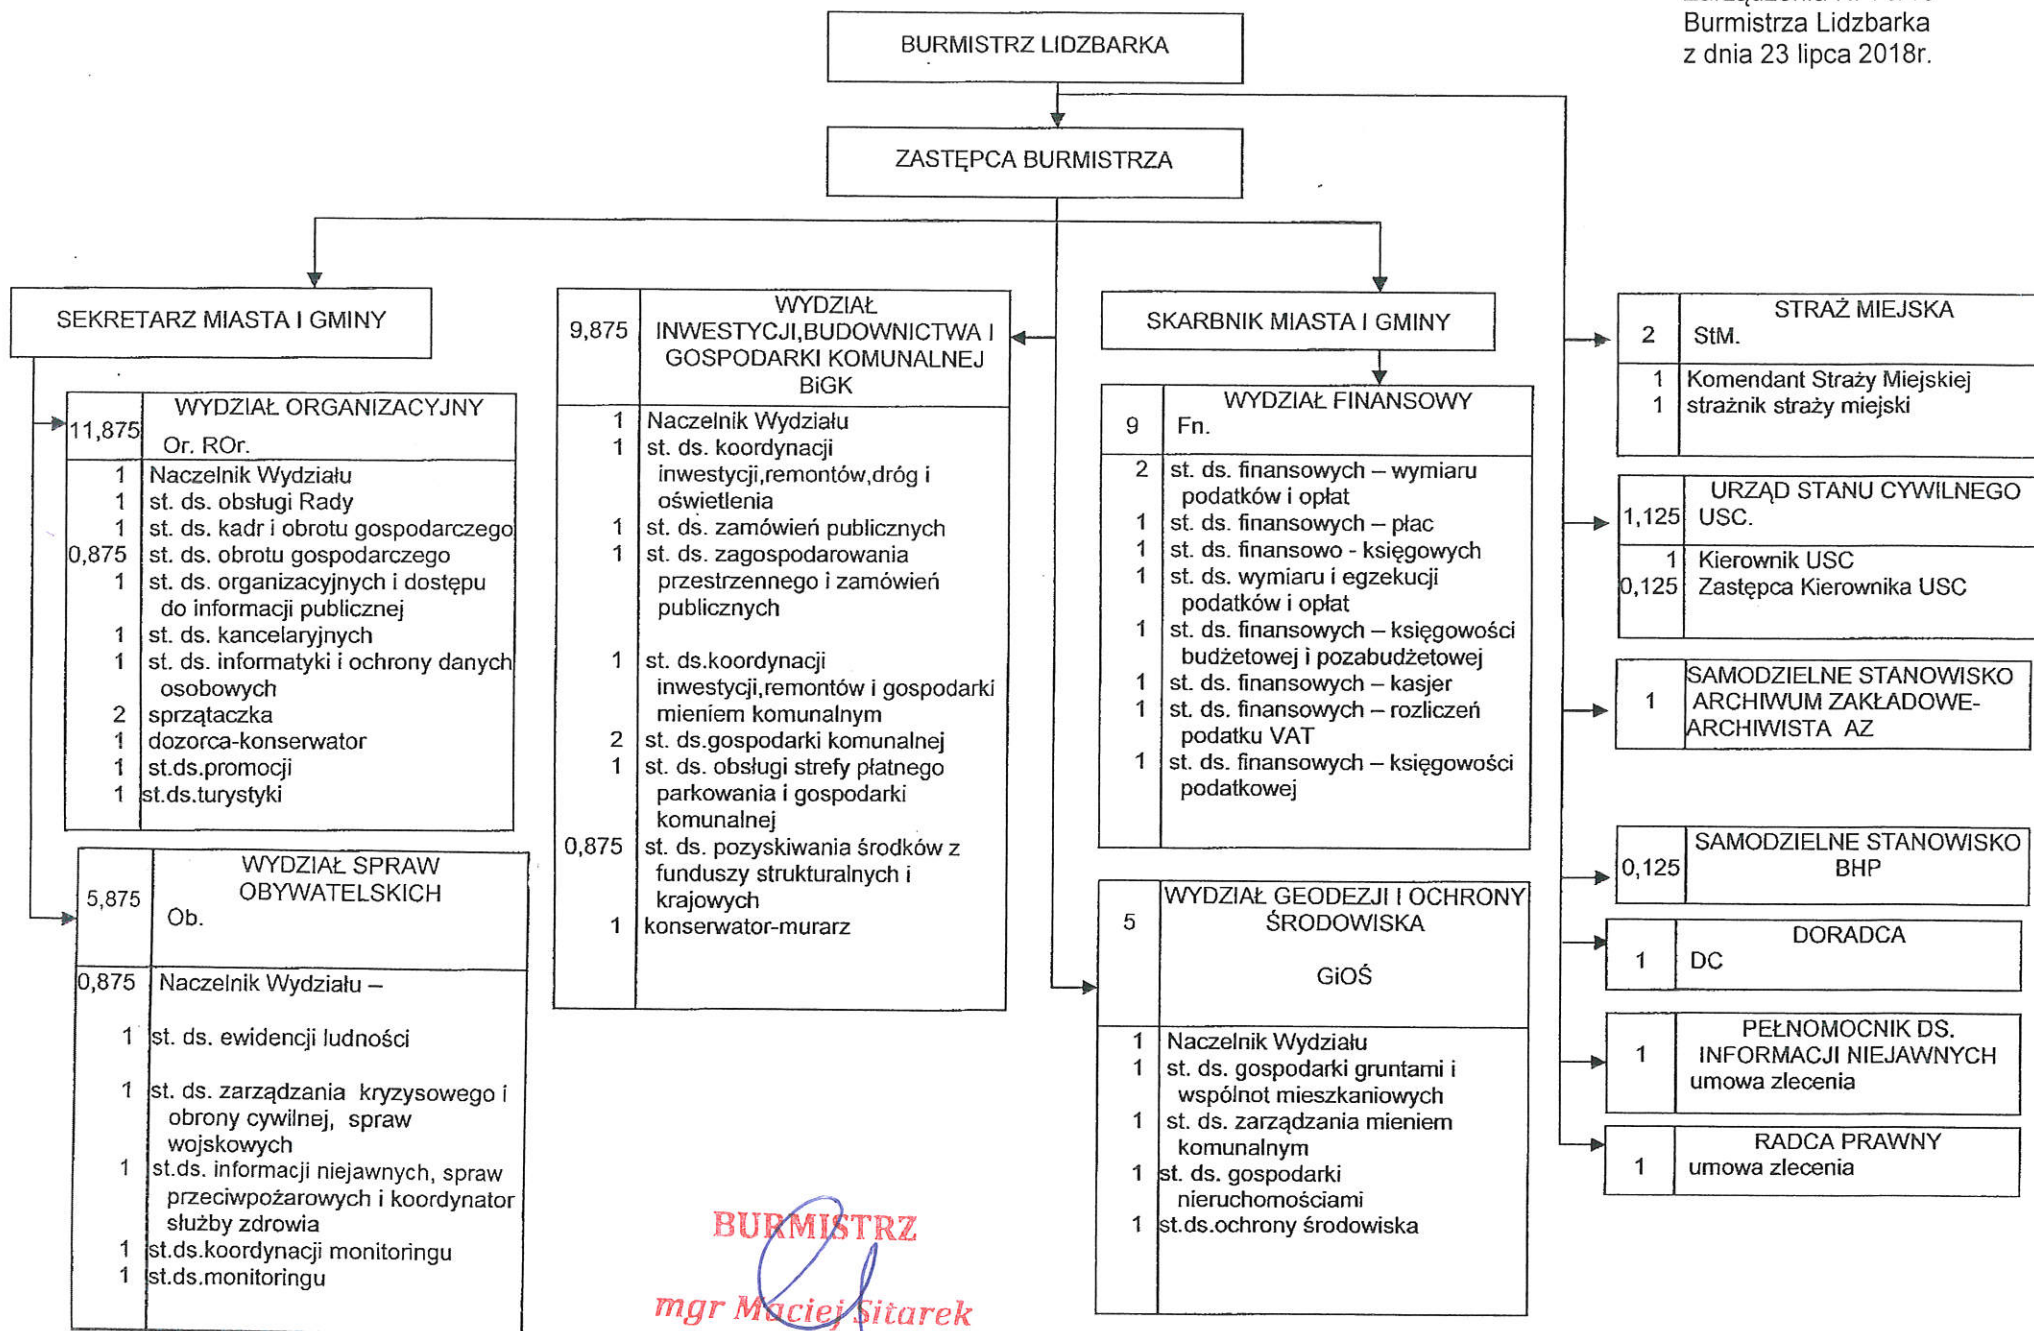 Burmistrza Lidzbarka
z dnia 23 lipca 2018r.
BURMISTRZ LIDZBARKA
ZASTĘPCA BURMISTRZA
SEKRETARZ MIASTA I GMINY
11,875
WYDZIAŁ ORGANIZACYJNY
Or. ROr.
1 Naczelnik Wydziału
1 st. ds. obsługi Rady
1 st. ds. kadr i obrotu gospodarczego
0,875 st. ds. obrotu gospodarczego
1 st. ds. organizacyjnych i dostępu
do informacji publicznej
1 st. ds. kancelaryjnych
1 st. ds. informatyki i ochrony danych
osobowych
2 sprzątaczka
1 dozorca-konserwator
1 st.ds.promocji
1 st.ds.turystyki
5,875
WYDZIAŁ SPRAW
OBYWATELSKICH
Ob.
0,875 Naczelnik Wydziału –
1 st. ds. ewidencji ludności
1 st. ds. zarządzania kryzysowego i
obrony cywilnej, spraw
wojskowych
1 st.ds. informacji niejawnych, spraw
przeciwpożarowych i koordynator
służby zdrowia
1 st.ds.koordynacji monitoringu
1 st.ds.monitoringu
9,875
WYDZIAŁ
INWESTYCJI,BUDOWNICTWA I
GOSPODARKI KOMUNALNEJ
BiGK
1 Naczelnik Wydziału
1 st. ds. koordynacji
inwestycji,remontów,dróg i
oświetlenia
1 st. ds. zamówień publicznych
1 st. ds. zagospodarowania
przestrzennego i zamówień
publicznych
1 st. ds.koordynacji
inwestycji,remontów i gospodarki
mieniem komunalnym
2 st. ds.gospodarki komunalnej
1 st. ds. obsługi strefy płatnego
parkowania i gospodarki
komunalnej
0,875 st. ds. pozyskiwania środków z
funduszy strukturalnych i
krajowych
1 konserwator-murarz
SKARBNIK MIASTA I GMINY
9
WYDZIAŁ FINANSOWY
Fn.
2 st. ds. finansowych – wymiaru
podatków i opłat
1 st. ds. finansowych – płac
1 st. ds. finansowo - księgowych
1 st. ds. wymiaru i egzekucji
podatków i opłat
1 st. ds. finansowych – księgowości
budżetowej i pozabudżetowej
1 st. ds. finansowych – kasjer
1 st. ds. finansowych – rozliczeń
podatku VAT
1 st. ds. finansowych – księgowości
podatkowej
5
WYDZIAŁ GEODEZJI I OCHRONY
ŚRODOWISKA
GiOŚ
1 Naczelnik Wydziału
1 st. ds. gospodarki gruntami i
wspólnot mieszkaniowych
1 st. ds. zarządzania mieniem
komunalnym
1 st. ds. gospodarki
nieruchomościami
1 st.ds.ochrony środowiska
STRAŻ MIEJSKA
2 StM.
1 Komendant Straży Miejskiej
1 strażnik straży miejski
URZĄD STANU CYWILNEGO
1,125 USC.
1 Kierownik USC
0,125 Zastępca Kierownika USC
SAMODZIELNE STANOWISKO
1 ARCHIWUM ZAKŁADOWE-
ARCHIWISTA AZ
SAMODZIELNE STANOWISKO
0,125 BHP
DORADCA
1 DC
PEŁNOMOCNIK DS.
1 INFORMACJI NIEJAWNYCH
umowa zlecenia
RADCA PRAWNY
1 umowa zlecenia
BURMISTRZ
mgr Maciej Sitarek